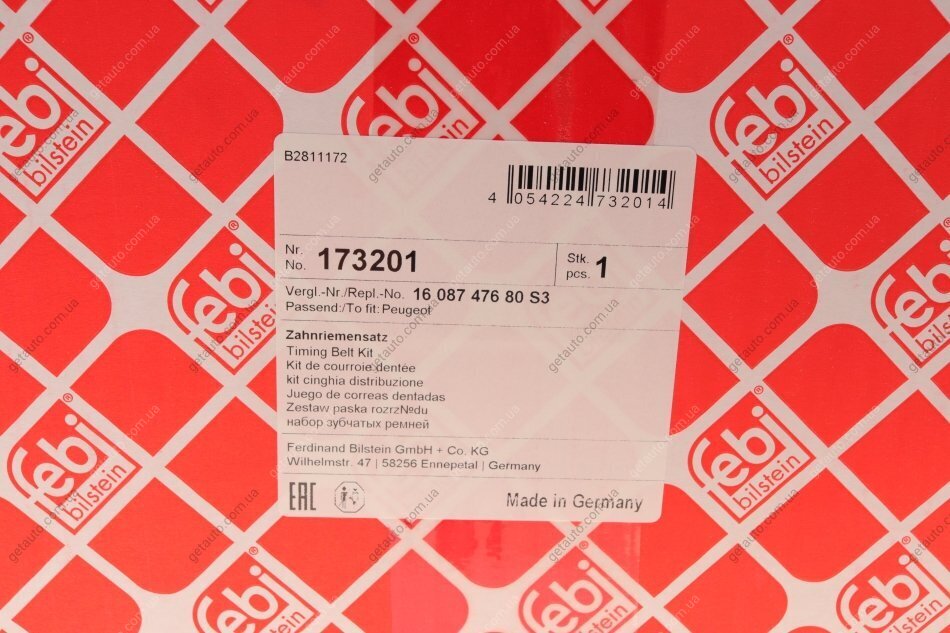 B2811172
4 054224 732014
Nr.
No. 173201
Stk.
pcs. 1
Vergl.-Nr./Repl.-No. 16 087 476 80 S3
Passend:/To fit: Peugeot
Zahnriemensatz
Timing Belt Kit
Kit de courroie dentée
kit cinghia distribuzione
Juego de correas dentadas
Zestaw paska rozrz№du
набор зубчатых ремней
Ferdinand Bilstein GmbH + Co. KG
Wilhelmstr. 47 | 58256 Ennepetal | Germany
EAC
Made in Germany
febi
bilstein
getauto.com.ua